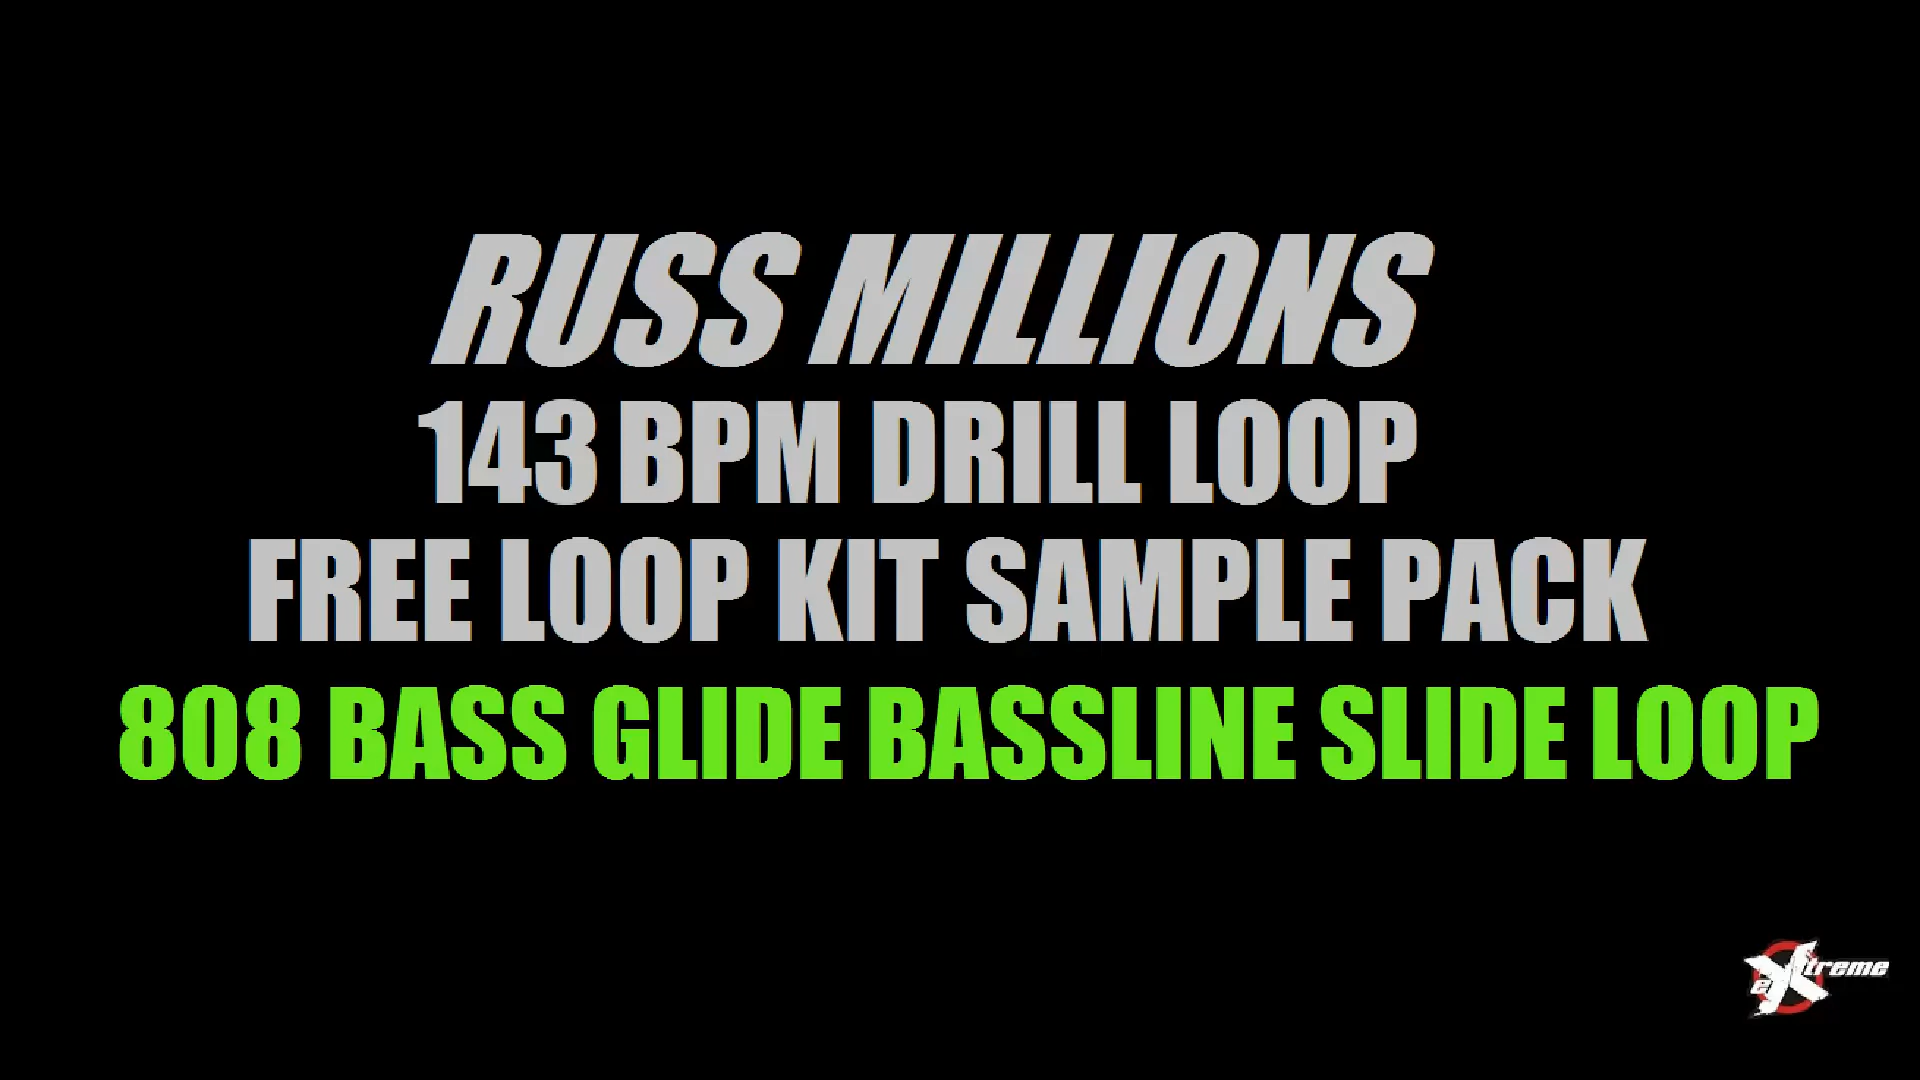 RUSS MILLIONS
143 BPM DRILL LOOP
FREE LOOP KIT SAMPLE PACK
808 BASS GLIDE BASSLINE SLIDE LOOP
eXtreme